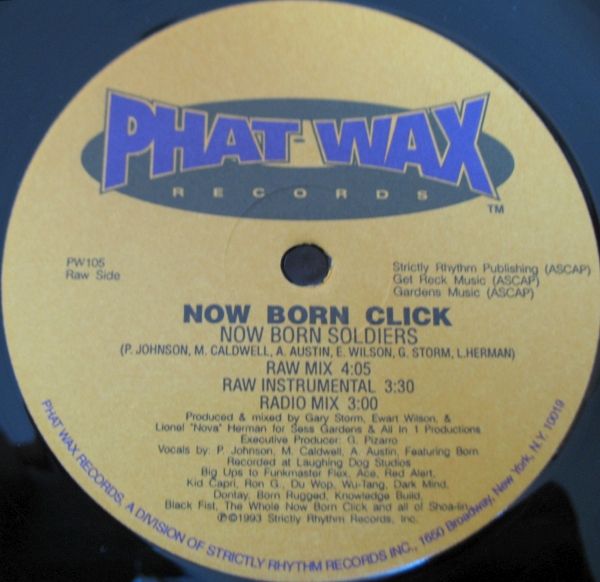 PHAT-WAX
RECORDS
TM
PW105
Raw Side
Strictly Rhythm Publishing (ASCAP)
Get Reck Music (ASCAP)
Gardens Music (ASCAP)
NOW BORN CLICK
NOW BORN SOLDIERS
(P. JOHNSON, M. CALDWELL, A. AUSTIN, E. WILSON, G. STORM, L.HERMAN)
RAW MIX 4:05
RAW INSTRUMENTAL 3:30
RADIO MIX 3:00
Produced & mixed by Gary Storm, Ewart Wilson, &
Lionel "Nova" Herman for Sess Gardens & All In 1 Productions
Executive Producer: G. Pizarro
Vocals by: P. Johnson, M. Caldwell, A. Austin, Featuring Born
Recorded at Laughing Dog Studios
Big Ups to Funkmaster Flex, Ace, Red Alert,
Kid Capri, Ron G., Du Wop, Wu-Tang, Dark Mind,
Dontay, Born Rugged, Knowledge Build,
Black Fist, The Whole Now Born Click and all of Shoa-lin.
℗©1993 Strictly Rhythm Records, Inc.
PHAT WAX RECORDS, A DIVISION OF STRICTLY RHYTHM RECORDS INC., 1650 Broadway, New York, N.Y. 10019